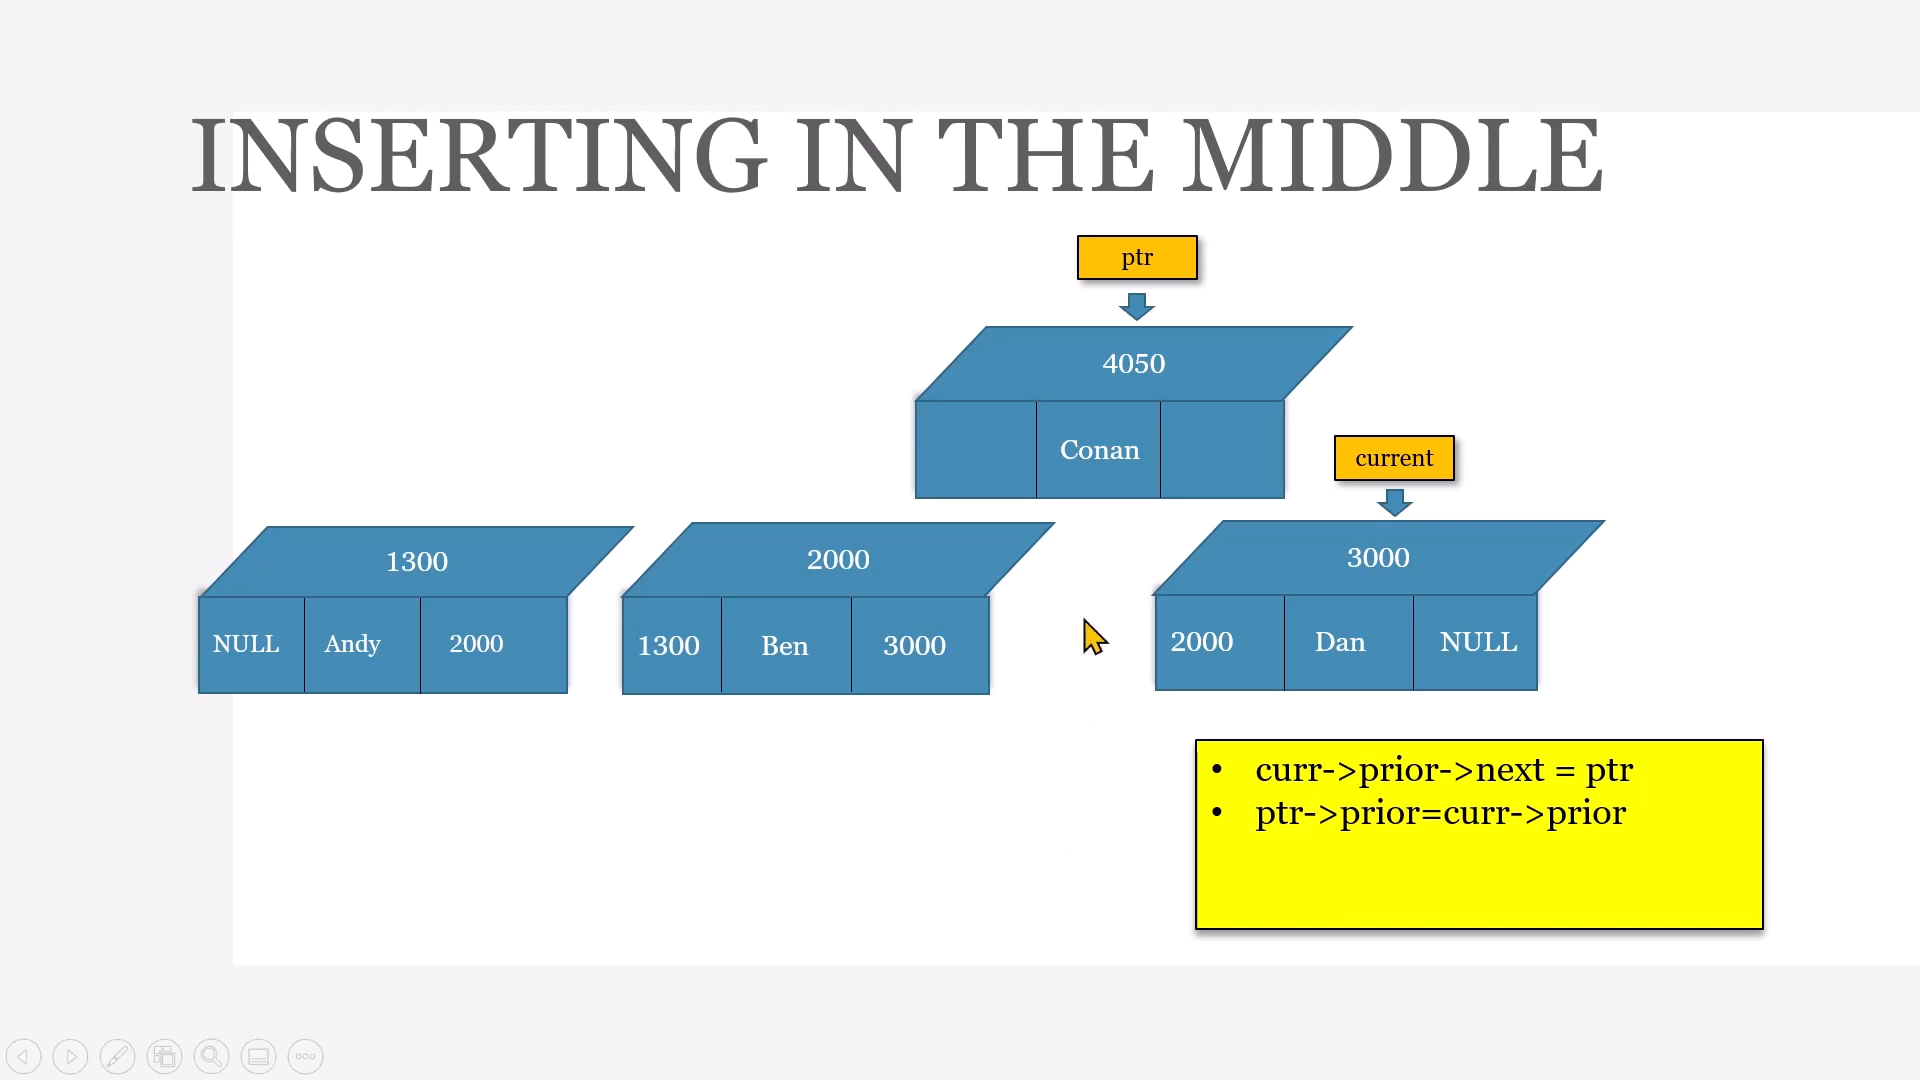 INSERTING IN THE MIDDLE
ptr
4050
Conan
current
1300
2000
3000
NULL Andy 2000
1300 Ben 3000
2000 Dan NULL
• curr->prior->next = ptr
• ptr->prior=curr->prior